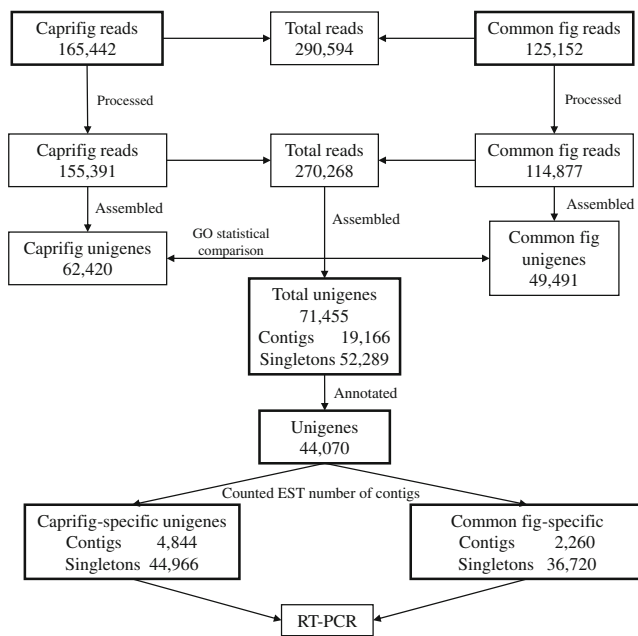 Caprifig reads
165,442
Total reads
290,594
Common fig reads
125,152
Processed
Processed
Caprifig reads
155,391
Total reads
270,268
Common fig reads
114,877
Assembled
Assembled
Assembled
Caprifig unigenes
62,420
GO statistical
comparison
Common fig
unigenes
49,491
Total unigenes
71,455
Contigs 19,166
Singletons 52,289
Annotated
Unigenes
44,070
Counted EST number of contigs
Caprifig-specific unigenes
Contigs 4,844
Singletons 44,966
Common fig-specific
Contigs 2,260
Singletons 36,720
RT-PCR